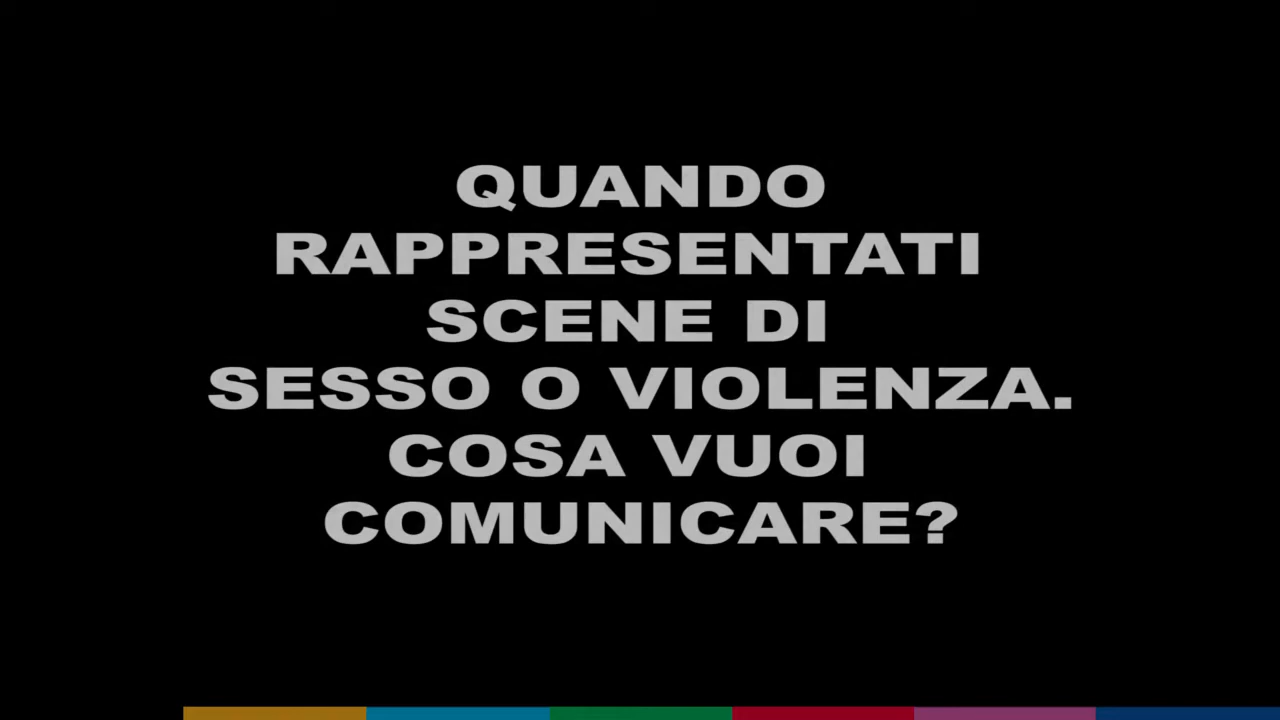 QUANDO
RAPPRESENTATI
SCENE DI
SESSO O VIOLENZA.
COSA VUOI
COMUNICARE?